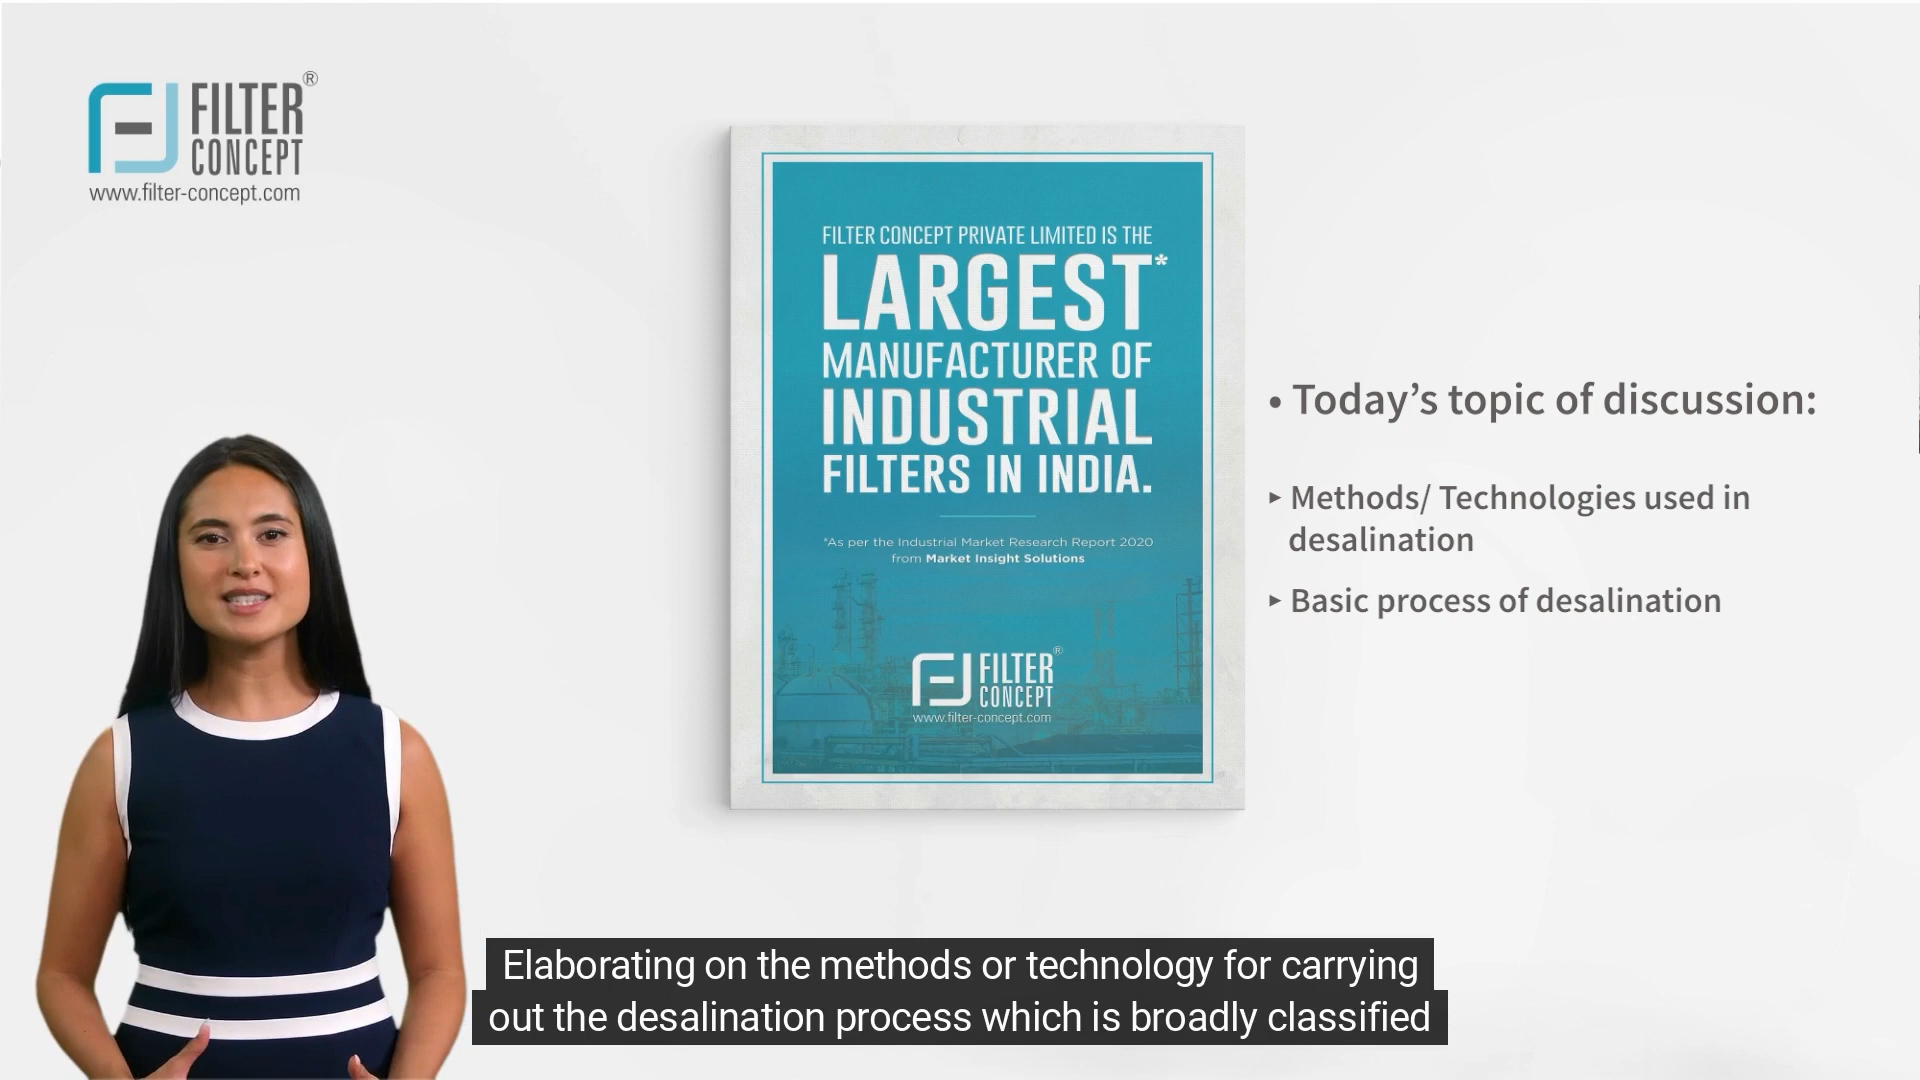 FILTER
CONCEPT
®
www.filter-concept.com
FILTER CONCEPT PRIVATE LIMITED IS THE
LARGEST*
MANUFACTURER OF
INDUSTRIAL
FILTERS IN INDIA.
*As per the Industrial Market Research Report 2020
from Market Insight Solutions
FILTER
CONCEPT
®
www.filter-concept.com
• Today’s topic of discussion:
▸ Methods/ Technologies used in
desalination
▸ Basic process of desalination
Elaborating on the methods or technology for carrying
out the desalination process which is broadly classified